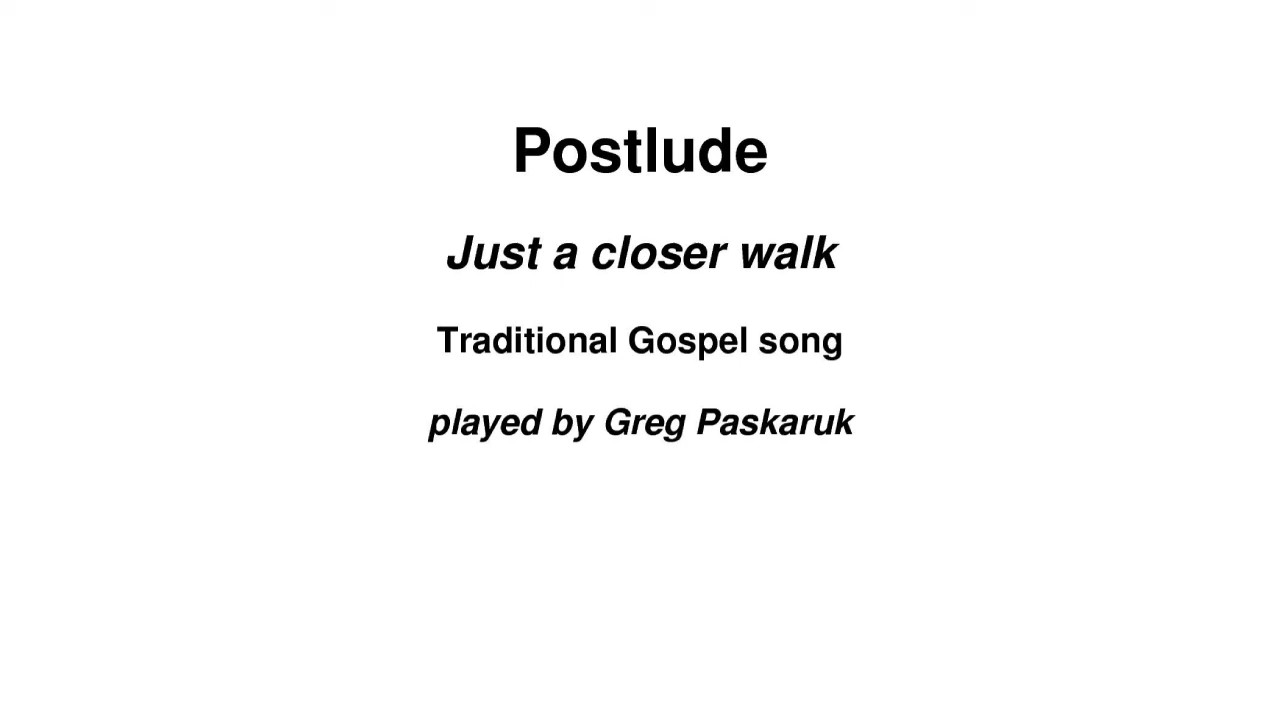 Postlude
Just a closer walk
Traditional Gospel song
played by Greg Paskaruk